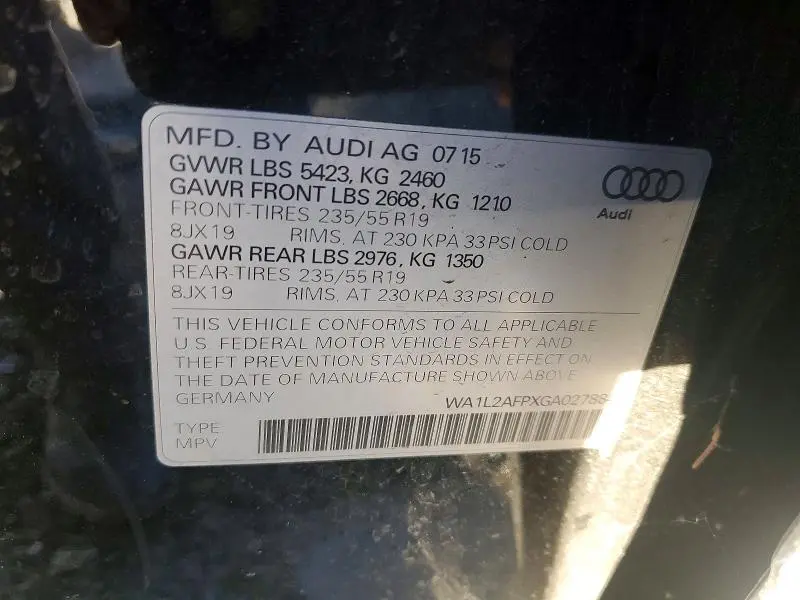 MFD. BY AUDI AG 07 15
GVWR LBS 5423, KG 2460
GAWR FRONT LBS 2668, KG 1210
FRONT-TIRES 235/55 R19
8JX19 RIMS, AT 230 KPA 33 PSI COLD
GAWR REAR LBS 2976, KG 1350
REAR-TIRES 235/55 R19
8JX19 RIMS, AT 230 KPA 33 PSI COLD
Audi
THIS VEHICLE CONFORMS TO ALL APPLICABLE
U.S. FEDERAL MOTOR VEHICLE SAFETY AND
THEFT PREVENTION STANDARDS IN EFFECT ON
THE DATE OF MANUFACTURE SHOWN ABOVE.
GERMANY
TYPE
MPV